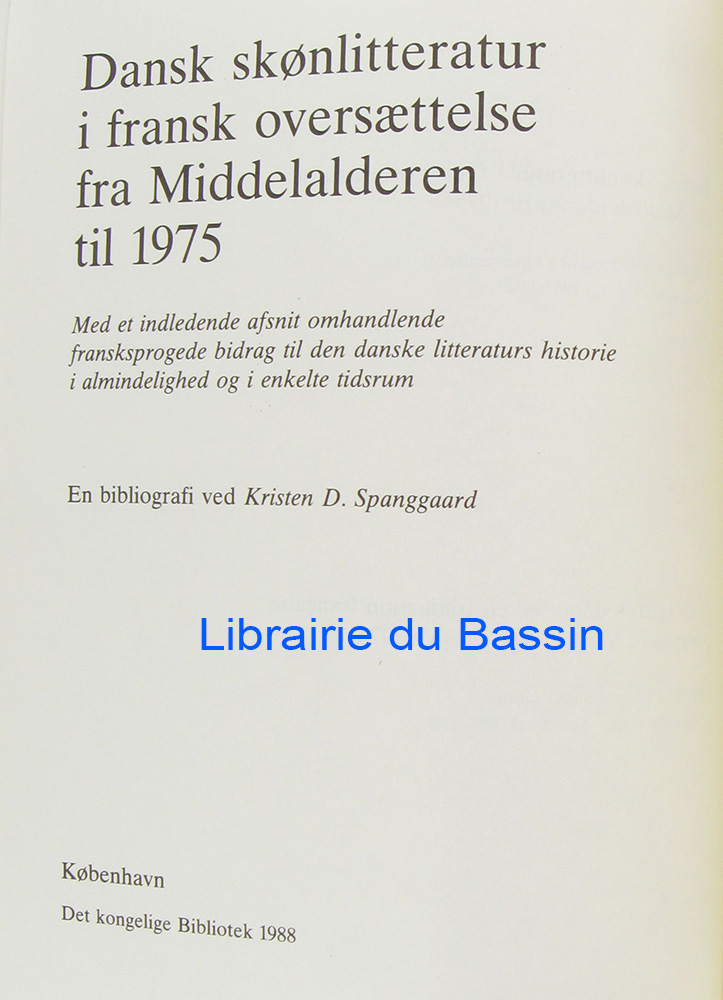 Dansk skønlitteratur
i fransk oversættelse
fra Middelalderen
til 1975
Med et indledende afsnit omhandlende
fransksprogede bidrag til den danske litteraturs historie
i almindelighed og i enkelte tidsrum
En bibliografi ved Kristen D. Spanggaard
Librairie du Bassin
København
Det kongelige Bibliotek 1988